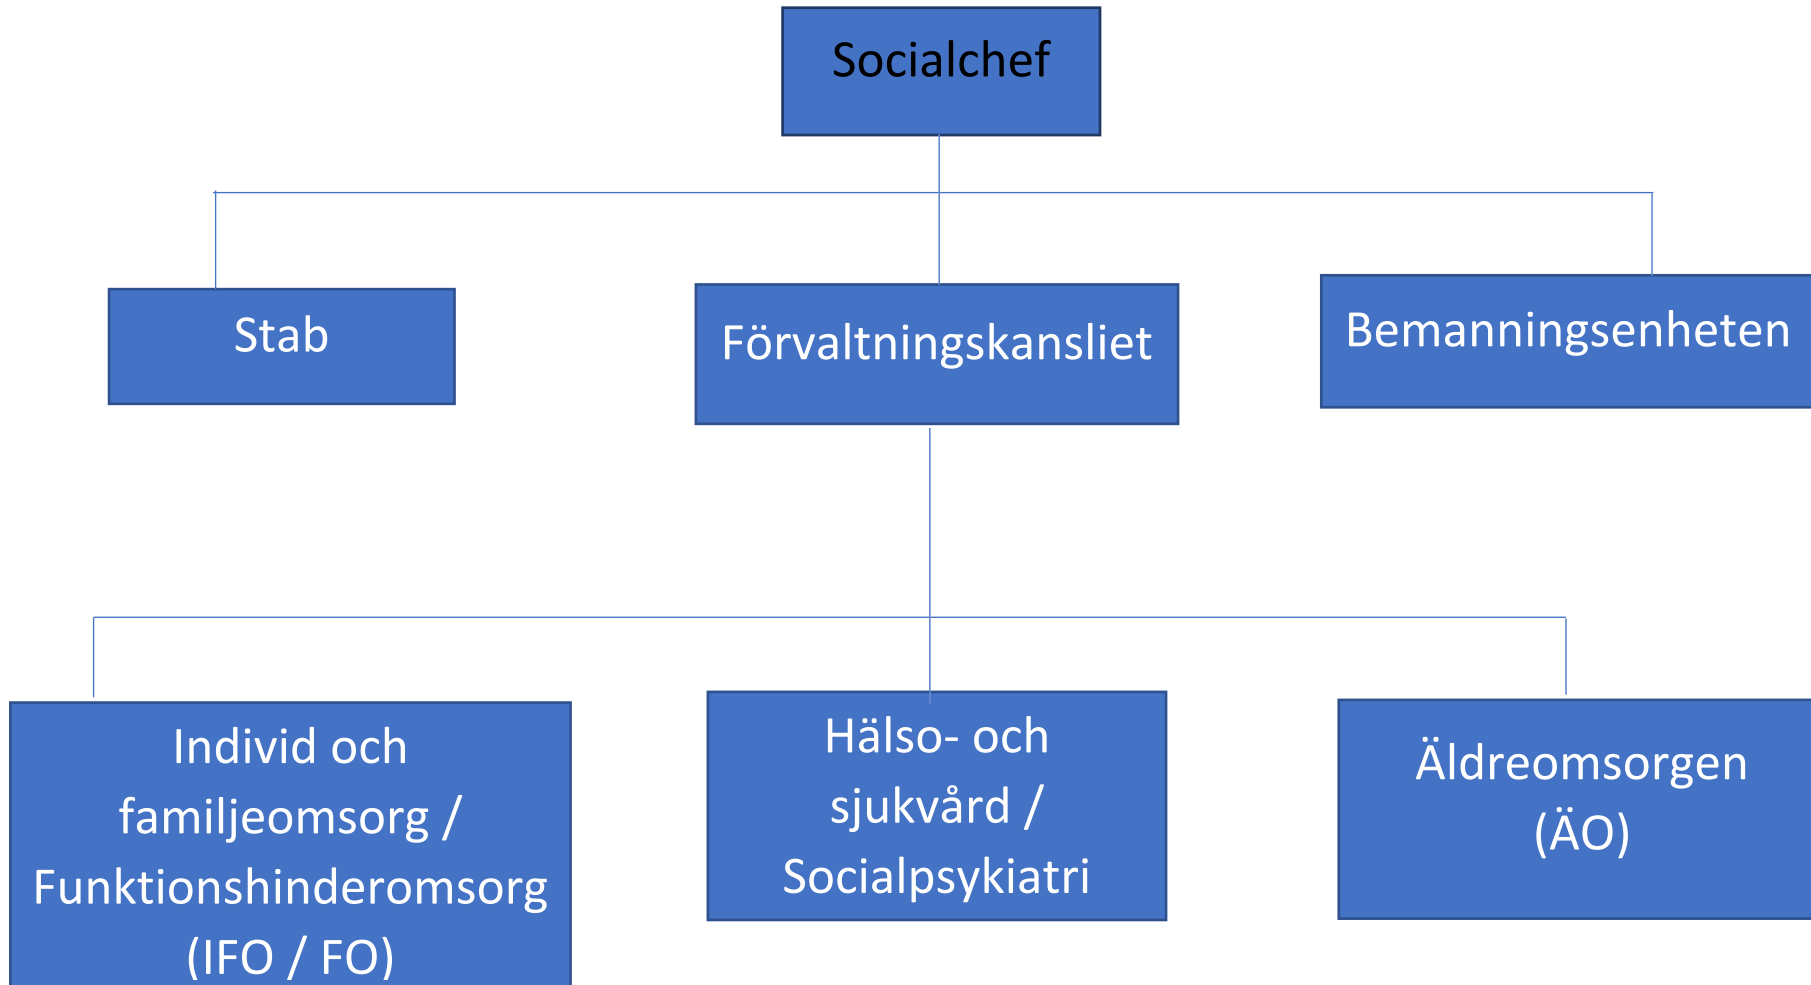 Socialchef
Stab
Förvaltningskansliet
Bemanningsenheten
Individ och
familjeomsorg /
Funktionshinderomsorg
(IFO / FO)
Hälso- och
sjukvård /
Socialpsykiatri
Äldreomsorgen
(ÄO)